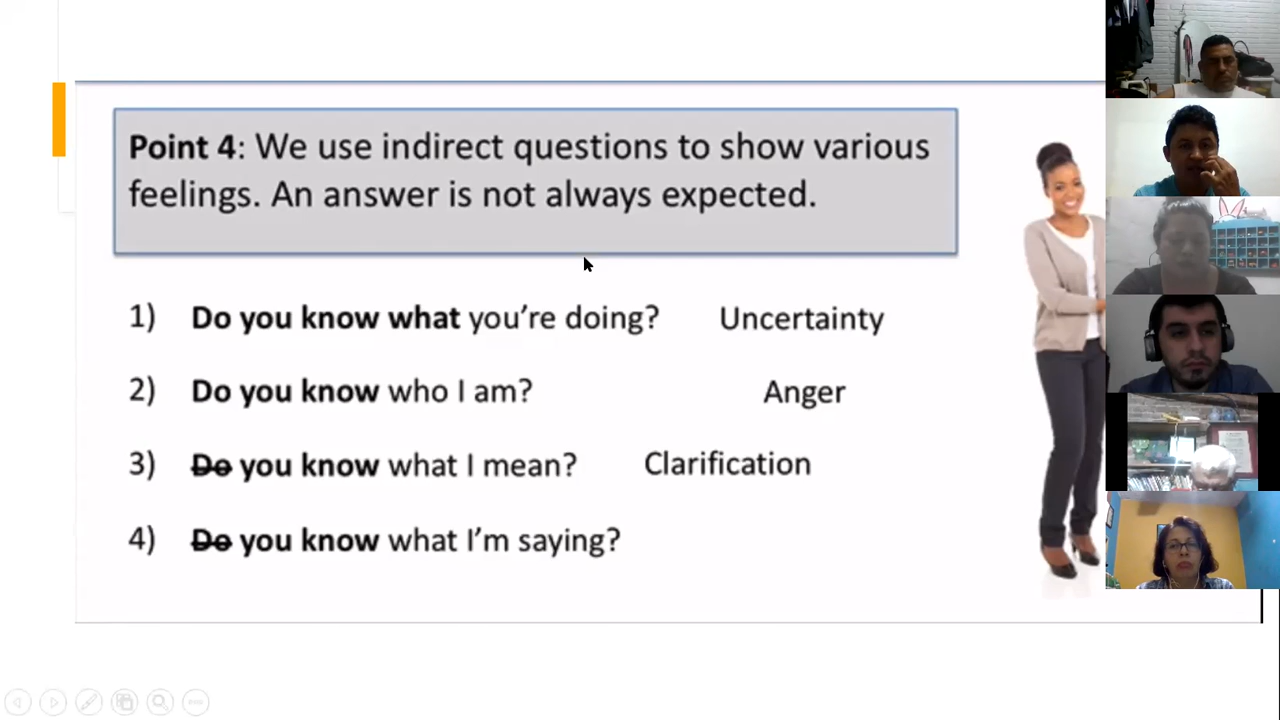 Point 4: We use indirect questions to show various
feelings. An answer is not always expected.
1) Do you know what you're doing? Uncertainty
2) Do you know who I am? Anger
3) Do you know what I mean? Clarification
4) Do you know what I'm saying?